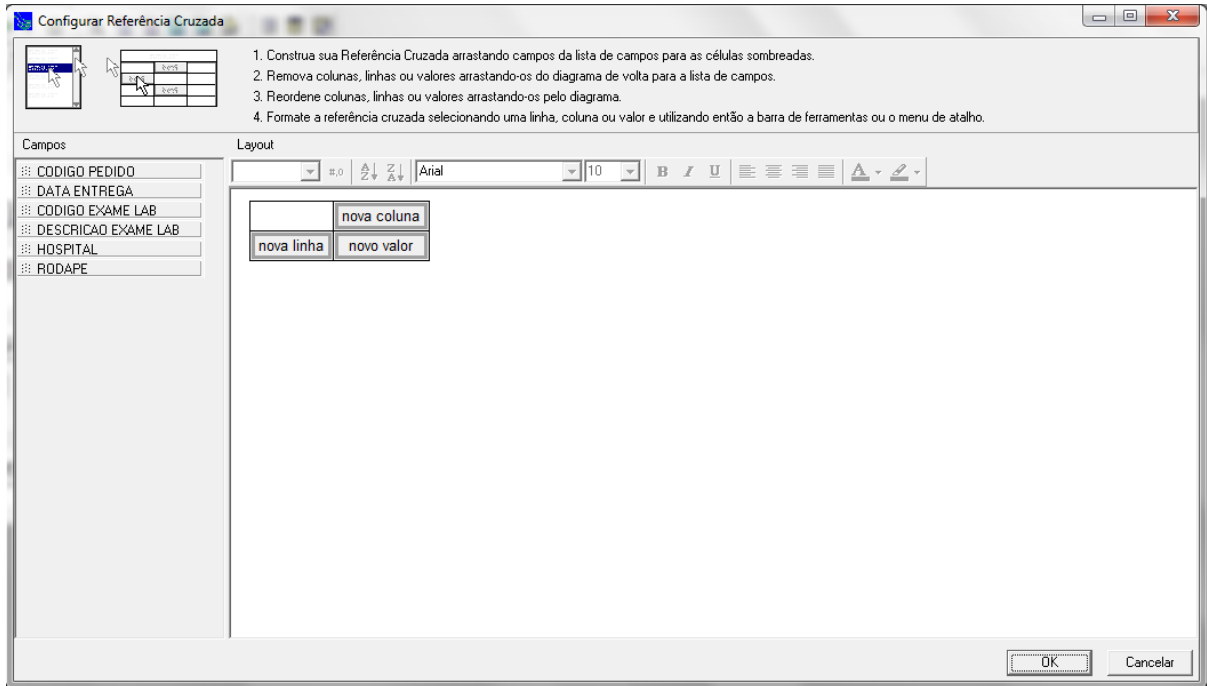 Configurar Referência Cruzada
1. Construa sua Referência Cruzada arrastando campos da lista de campos para as células sombreadas.
2. Remova colunas, linhas ou valores arrastando-os do diagrama de volta para a lista de campos.
3. Reordene colunas, linhas ou valores arrastando-os pelo diagrama.
4. Formate a referência cruzada selecionando uma linha, coluna ou valor e utilizando então a barra de ferramentas ou o menu de atalho.
Campos
Layout
Arial
10
B I U
CODIGO PEDIDO
DATA ENTREGA
CODIGO EXAME LAB
DESCRICAO EXAME LAB
HOSPITAL
RODAPE
nova coluna
nova linha
novo valor
OK
Cancelar